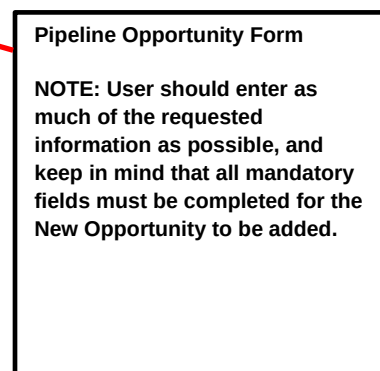 Pipeline Opportunity Form
NOTE: User should enter as
much of the requested
information as possible, and
keep in mind that all mandatory
fields must be completed for the
New Opportunity to be added.